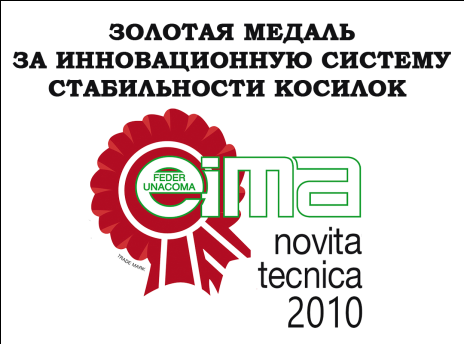 ЗОЛОТАЯ МЕДАЛЬ
ЗА ИННОВАЦИОННУЮ СИСТЕМУ
СТАБИЛЬНОСТИ КОСИЛОК
eima
FEDER
UNACOMA
TRADE MARK
novita
tecnica
2010